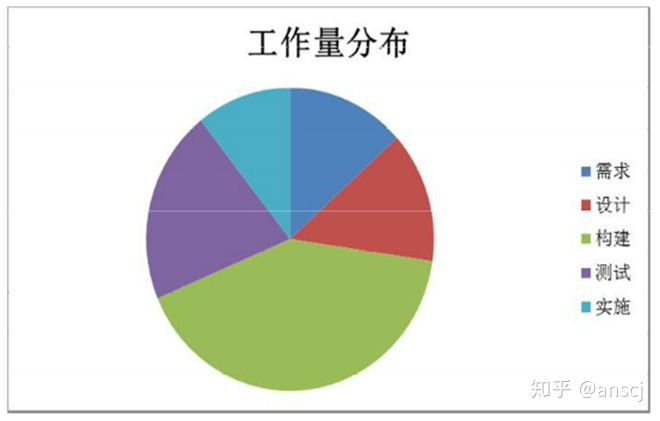 工作量分布
需求
设计
构建
测试
实施
知乎 @anscj